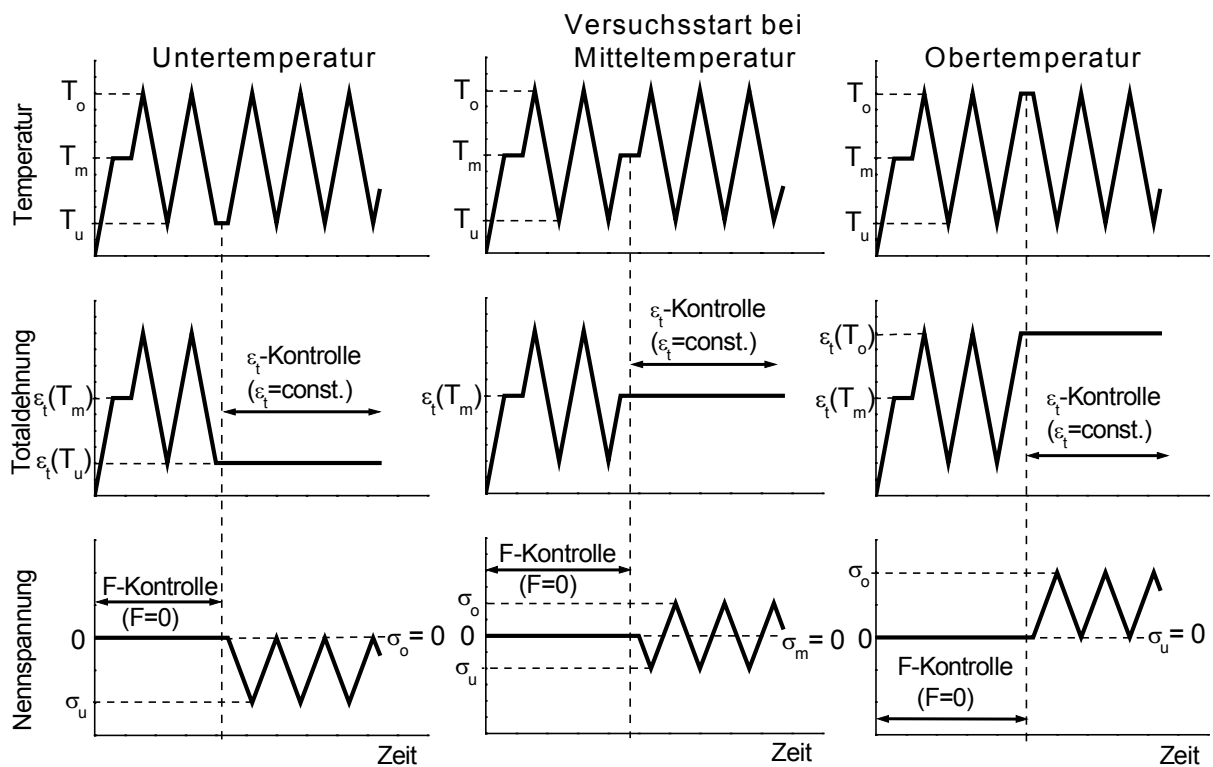 Versuchsstart bei
Untertemperatur
Mitteltemperatur
Obertemperatur
Temperatur
T_o
T_m
T_u
T_o
T_m
T_u
T_o
T_m
T_u
Totaldehnung
ε_t(T_m)
ε_t(T_u)
ε_t-Kontrolle
(ε_t=const.)
ε_t(T_m)
ε_t-Kontrolle
(ε_t=const.)
ε_t(T_o)
ε_t(T_m)
ε_t-Kontrolle
(ε_t=const.)
Nennspannung
F-Kontrolle
(F=0)
0
σ_o = 0
σ_u
Zeit
F-Kontrolle
(F=0)
σ_o
0
σ_m = 0
σ_u
Zeit
σ_o
0
σ_u = 0
F-Kontrolle
(F=0)
Zeit